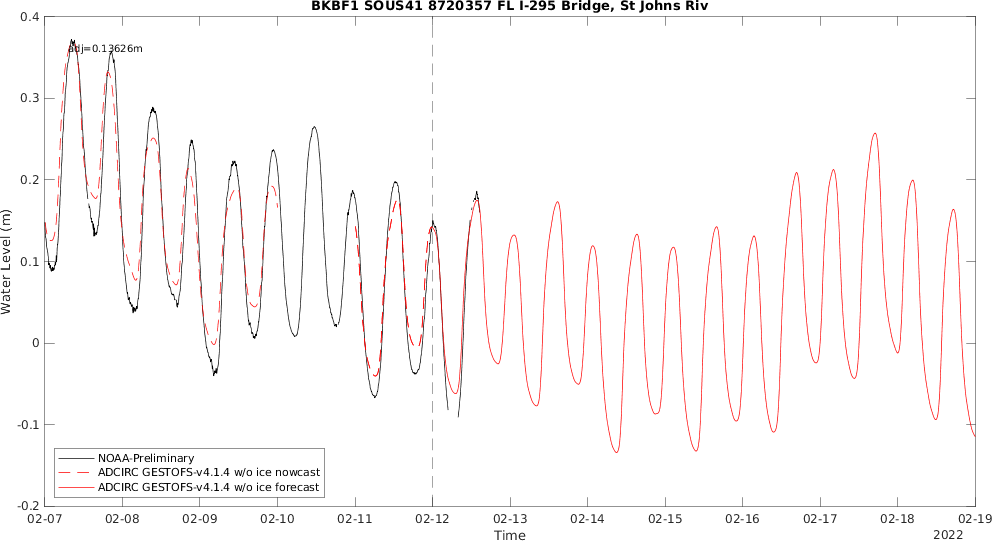 BKBF1 SOUS41 8720357 FL I-295 Bridge, St Johns Riv
0.4
adj=0.13626m
0.3
0.2
Water Level (m)
0.1
0
-0.1
NOAA-Preliminary
ADCIRC GESTOFS-v4.1.4 w/o ice nowcast
ADCIRC GESTOFS-v4.1.4 w/o ice forecast
-0.2
02-07 02-08 02-09 02-10 02-11 02-12 02-13 02-14 02-15 02-16 02-17 02-18 02-19
Time
2022